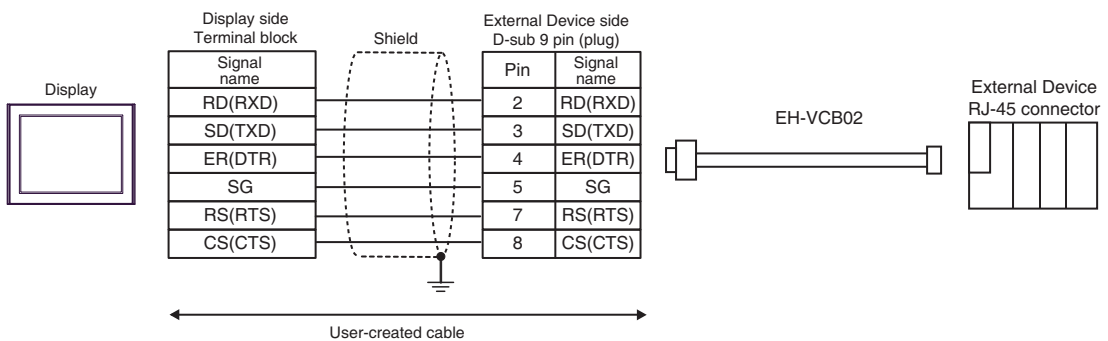 Display side
Terminal block
Shield
External Device side
D-sub 9 pin (plug)
Display
Signal name
Pin
Signal name
RD(RXD) 2 RD(RXD)
SD(TXD) 3 SD(TXD)
ER(DTR) 4 ER(DTR)
SG 5 SG
RS(RTS) 7 RS(RTS)
CS(CTS) 8 CS(CTS)
EH-VCB02
External Device
RJ-45 connector
User-created cable